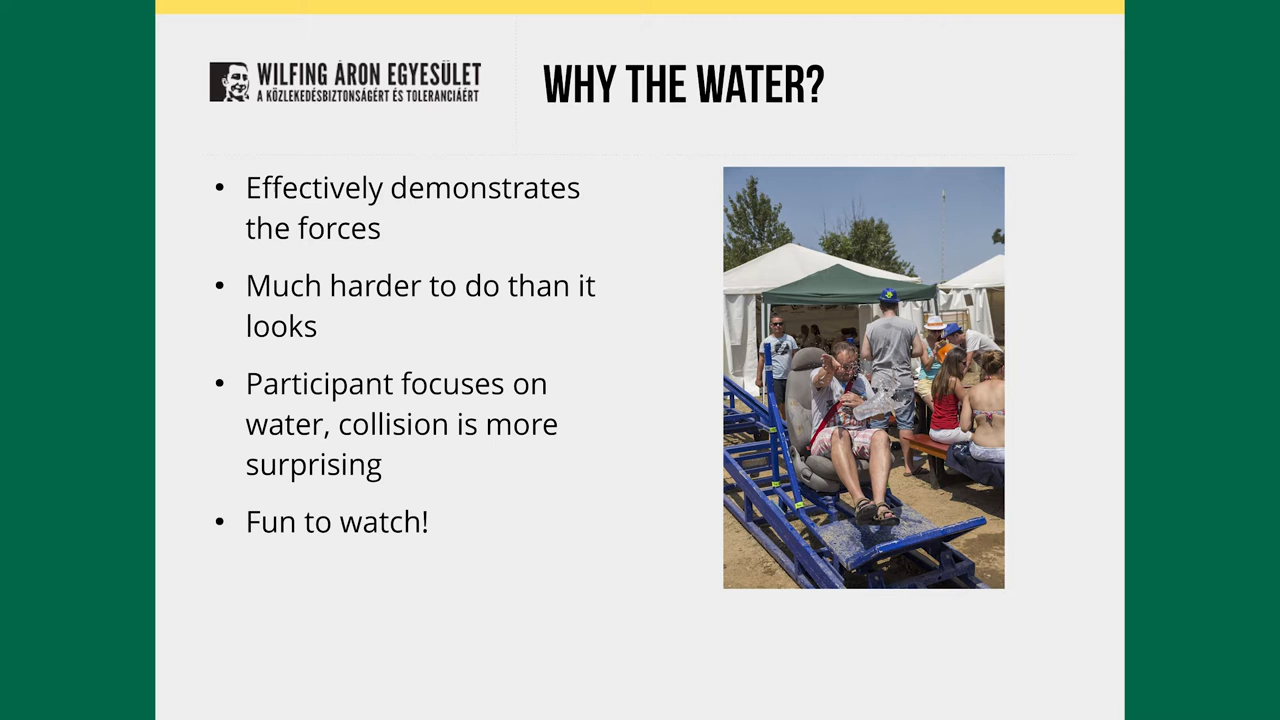 WILFING ÁRON EGYESÜLET
A KÖZLEKEDÉSBIZTONSÁGÉRT ÉS TOLERANCIÁÉRT
WHY THE WATER?
• Effectively demonstrates
the forces
• Much harder to do than it
looks
• Participant focuses on
water, collision is more
surprising
• Fun to watch!